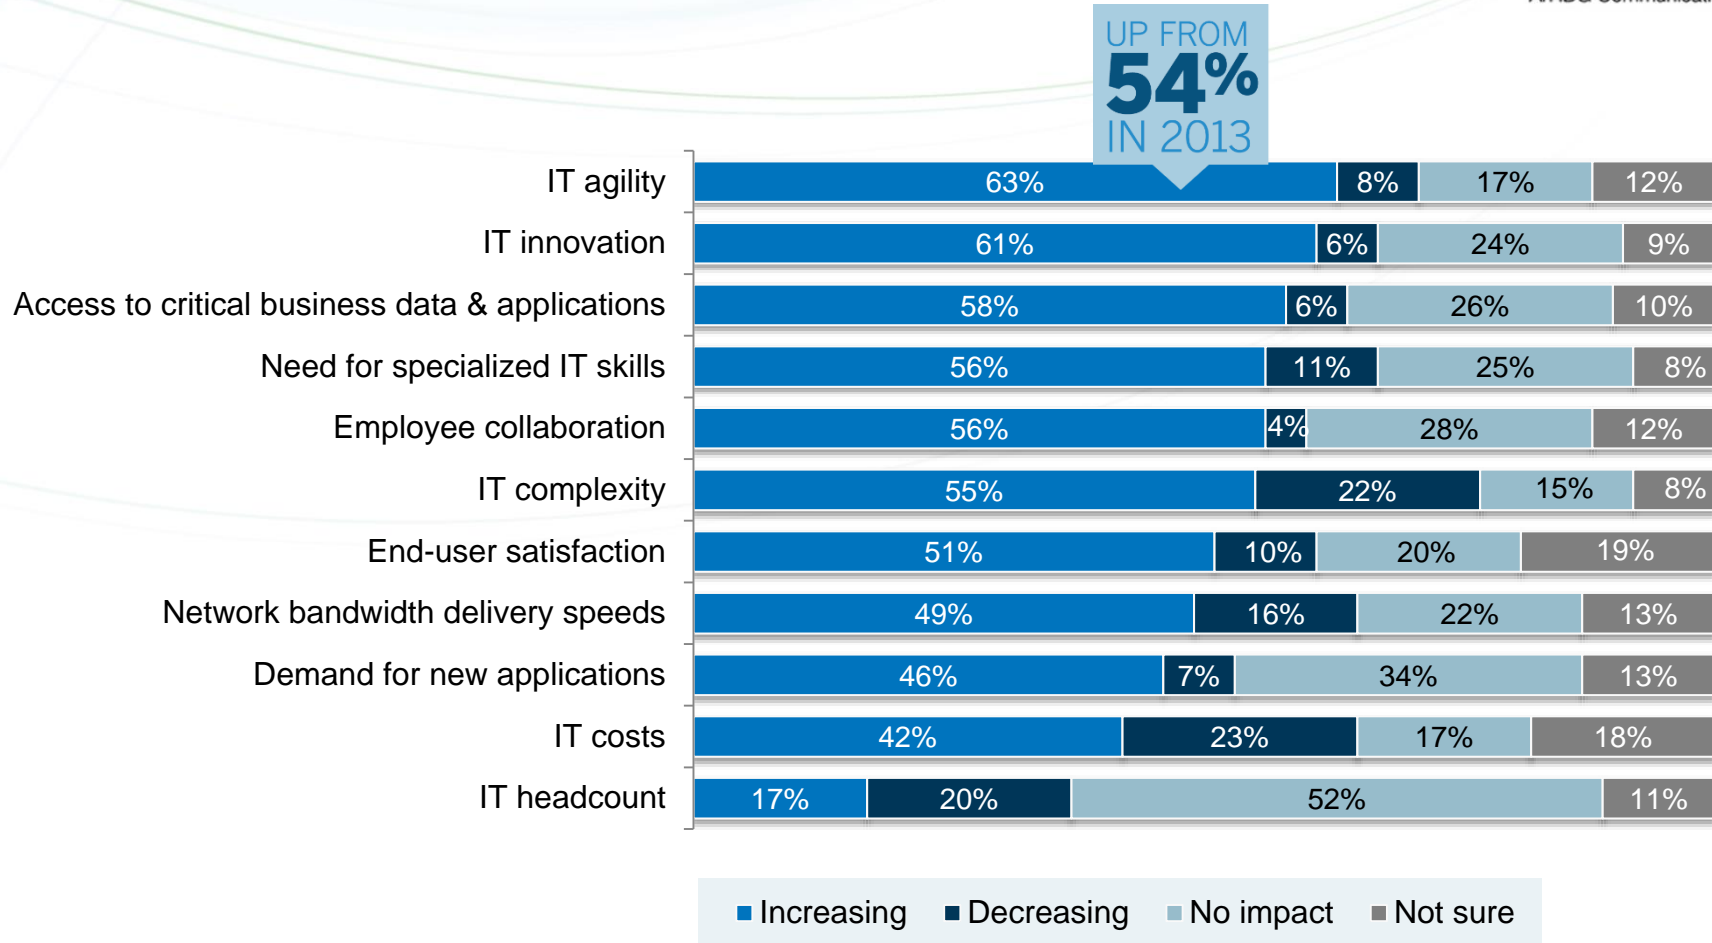 UP FROM
54%
IN 2013
IT agility 63% 8% 17% 12%
IT innovation 61% 6% 24% 9%
Access to critical business data & applications 58% 6% 26% 10%
Need for specialized IT skills 56% 11% 25% 8%
Employee collaboration 56% 4% 28% 12%
IT complexity 55% 22% 15% 8%
End-user satisfaction 51% 10% 20% 19%
Network bandwidth delivery speeds 49% 16% 22% 13%
Demand for new applications 46% 7% 34% 13%
IT costs 42% 23% 17% 18%
IT headcount 17% 20% 52% 11%
Increasing Decreasing No impact Not sure